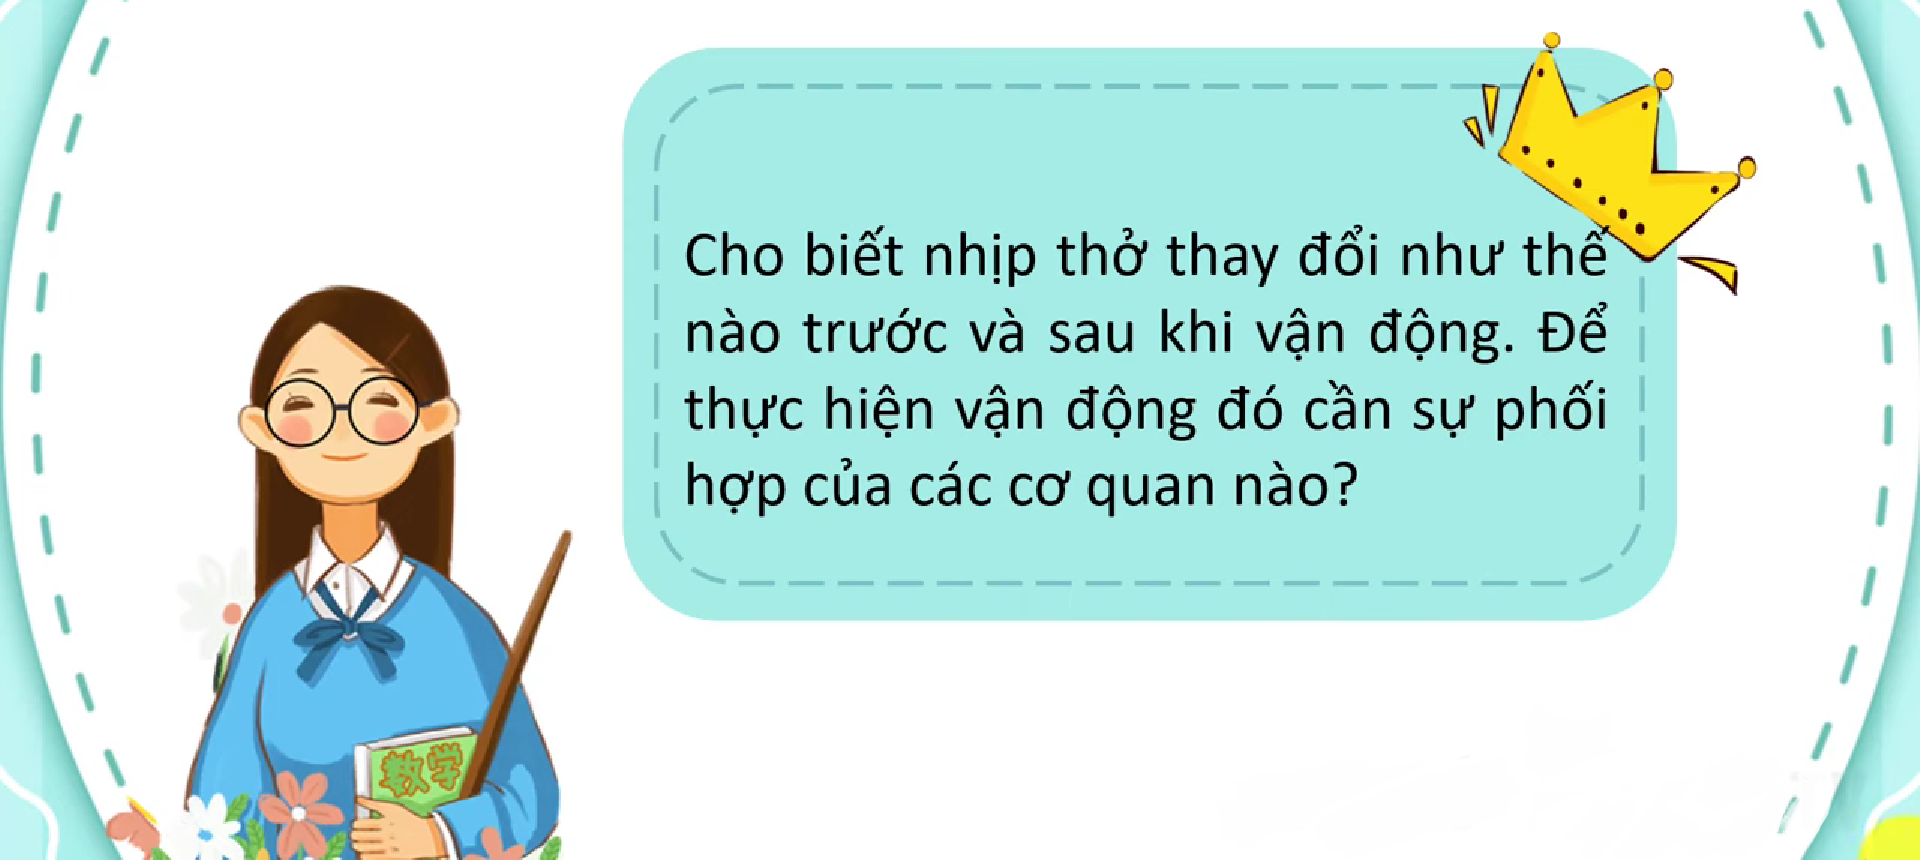 Cho biết nhịp thở thay đổi như thế
nào trước và sau khi vận động. Để
thực hiện vận động đó cần sự phối
hợp của các cơ quan nào?
数学